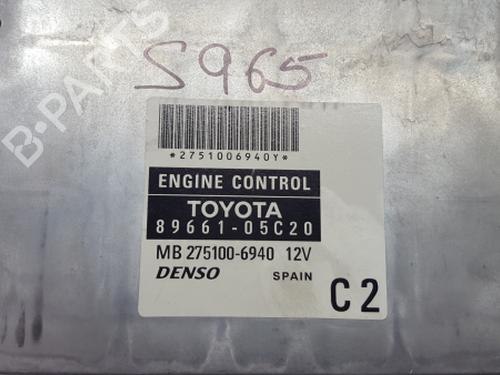 S965
B-PARTS
*2751006940Y*
ENGINE CONTROL
TOYOTA
89661-05C20
MB 275100-6940 12V
DENSO SPAIN
C2